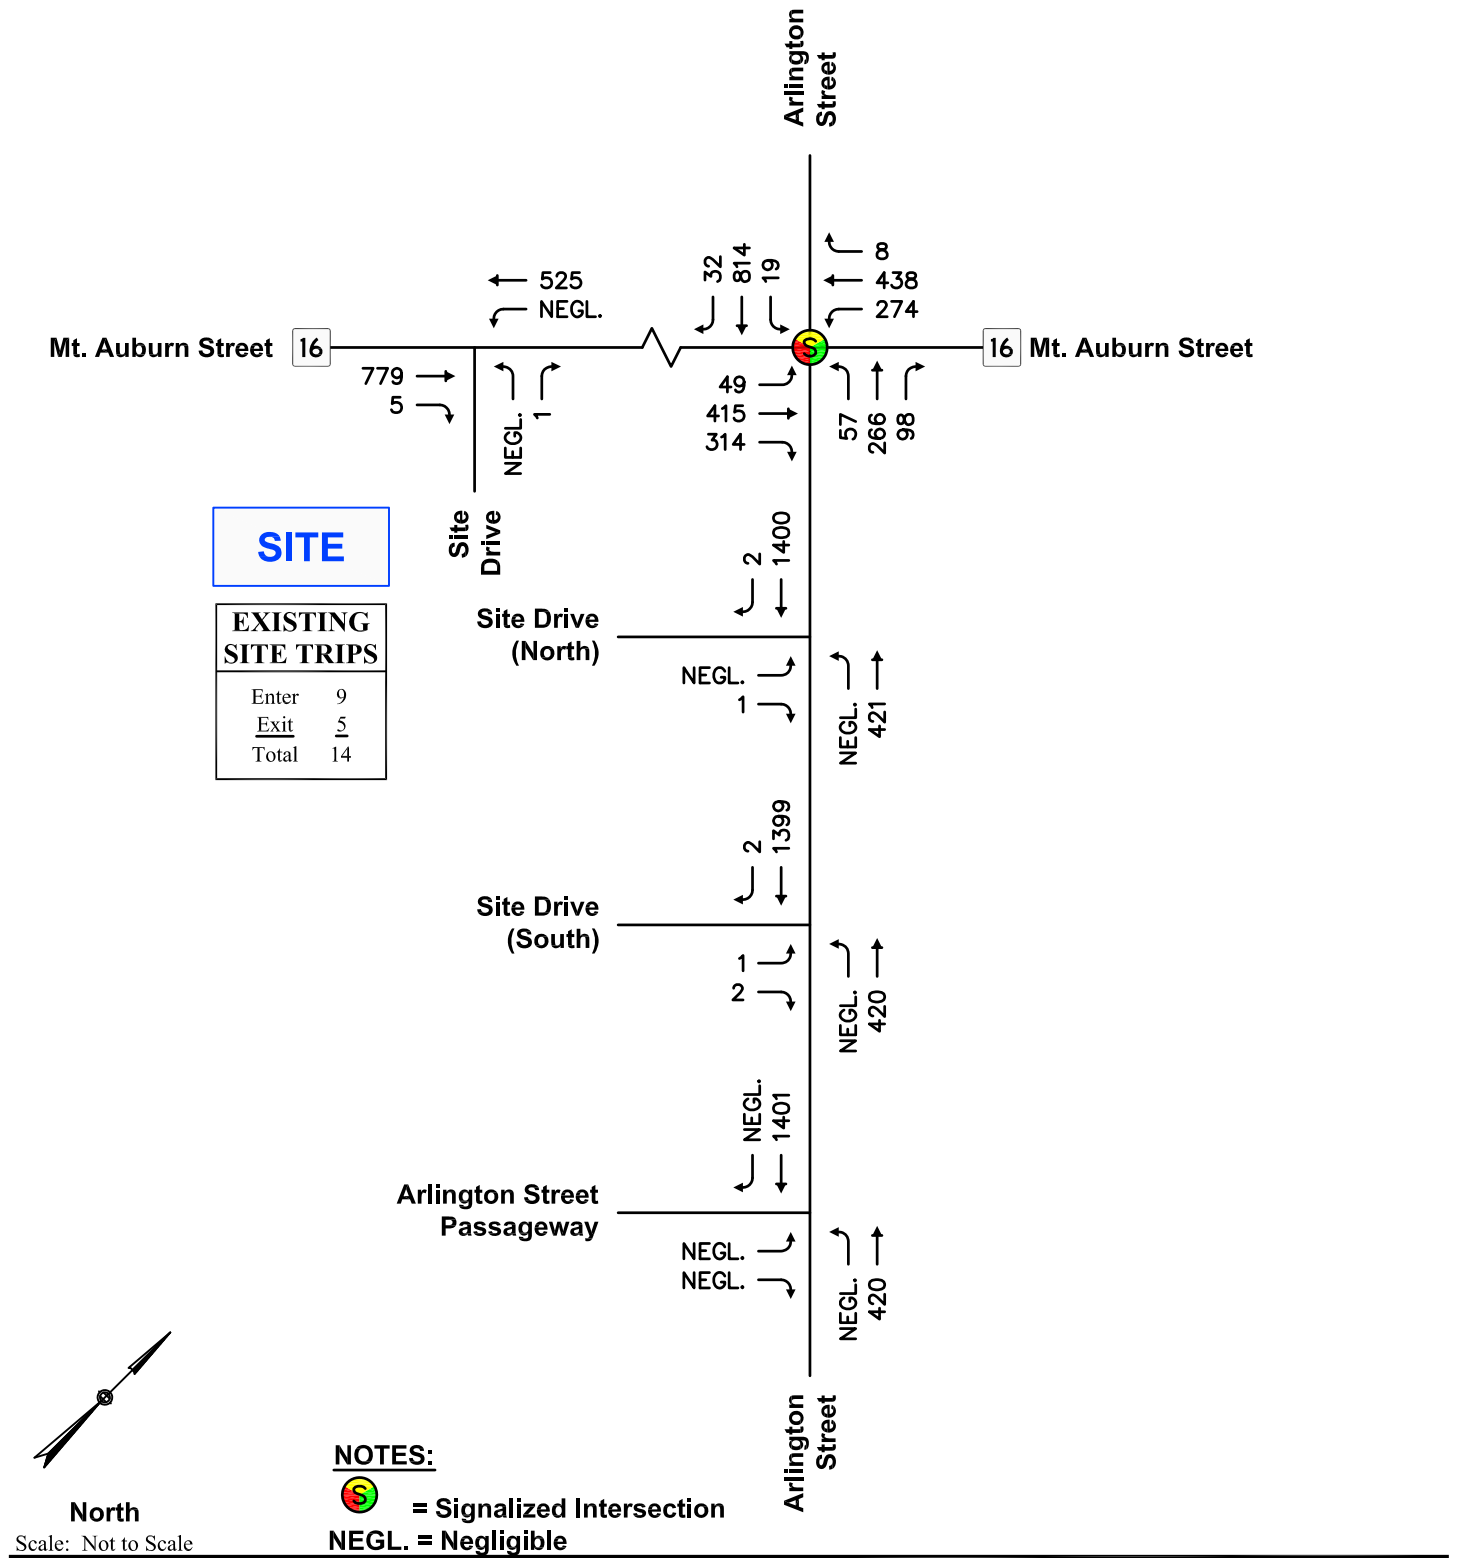 Arlington
Street
8
438
274
32
814
19
525
NEGL.
Mt. Auburn Street
16
S
16
Mt. Auburn Street
779
5
NEGL.
1
49
415
314
57
266
98
Site
Drive
SITE
EXISTING
SITE TRIPS
Enter 9
Exit 5
Total 14
2
1400
Site Drive
(North)
NEGL.
1
NEGL.
421
2
1399
Site Drive
(South)
1
2
NEGL.
420
NEGL.
1401
Arlington Street
Passageway
NEGL.
NEGL.
NEGL.
420
Arlington
Street
North
Scale: Not to Scale
NOTES:
S = Signalized Intersection
NEGL. = Negligible